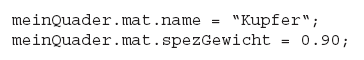 meinQuader.mat.name = “Kupfer“;
meinQuader.mat.spezGewicht = 0.90;